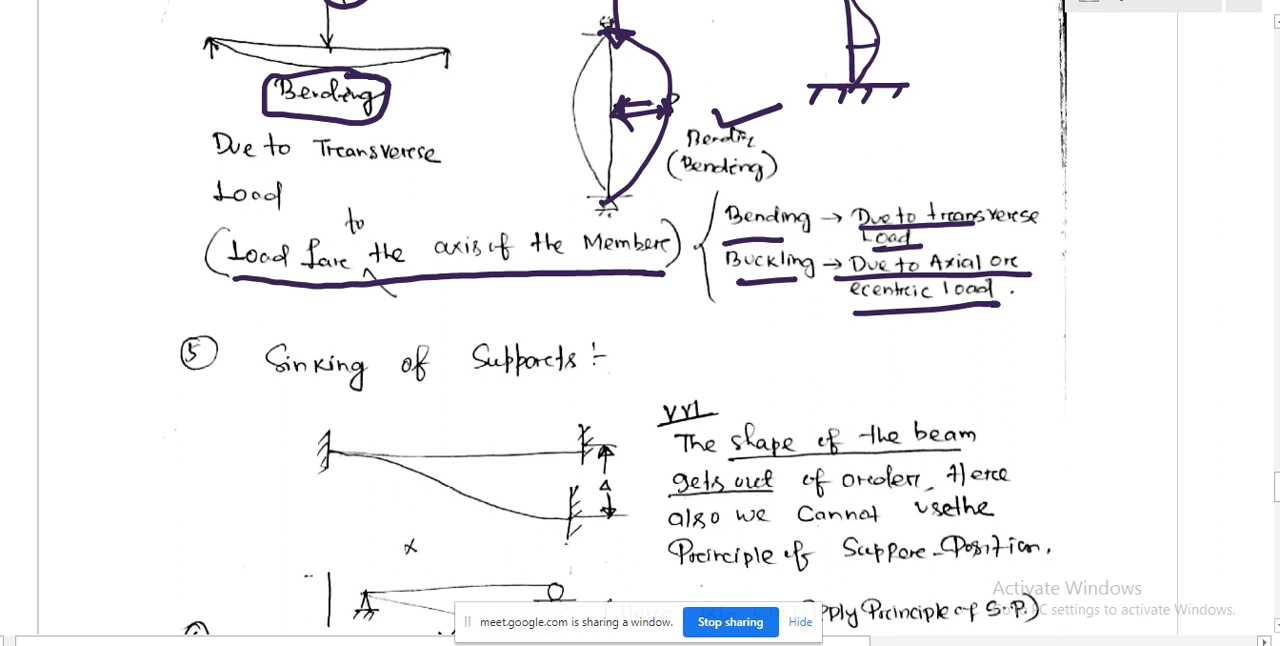 Bending
Due to Transverse
Load
to
(Load Lare the axis of the Member)
Bending
(Bending)
Bending → Due to transverse
Load
Buckling → Due to Axial or
ecentric load.
⑤ Sinking of Supports :-
VVI
The shape of the beam
gets out of order, Here
also we Cannot use the
Principle of Suppore-Position.
Δ
x
Activate Windows
PC settings to activate Windows.
pply Principle of S.P.)
meet.google.com is sharing a window. Stop sharing Hide